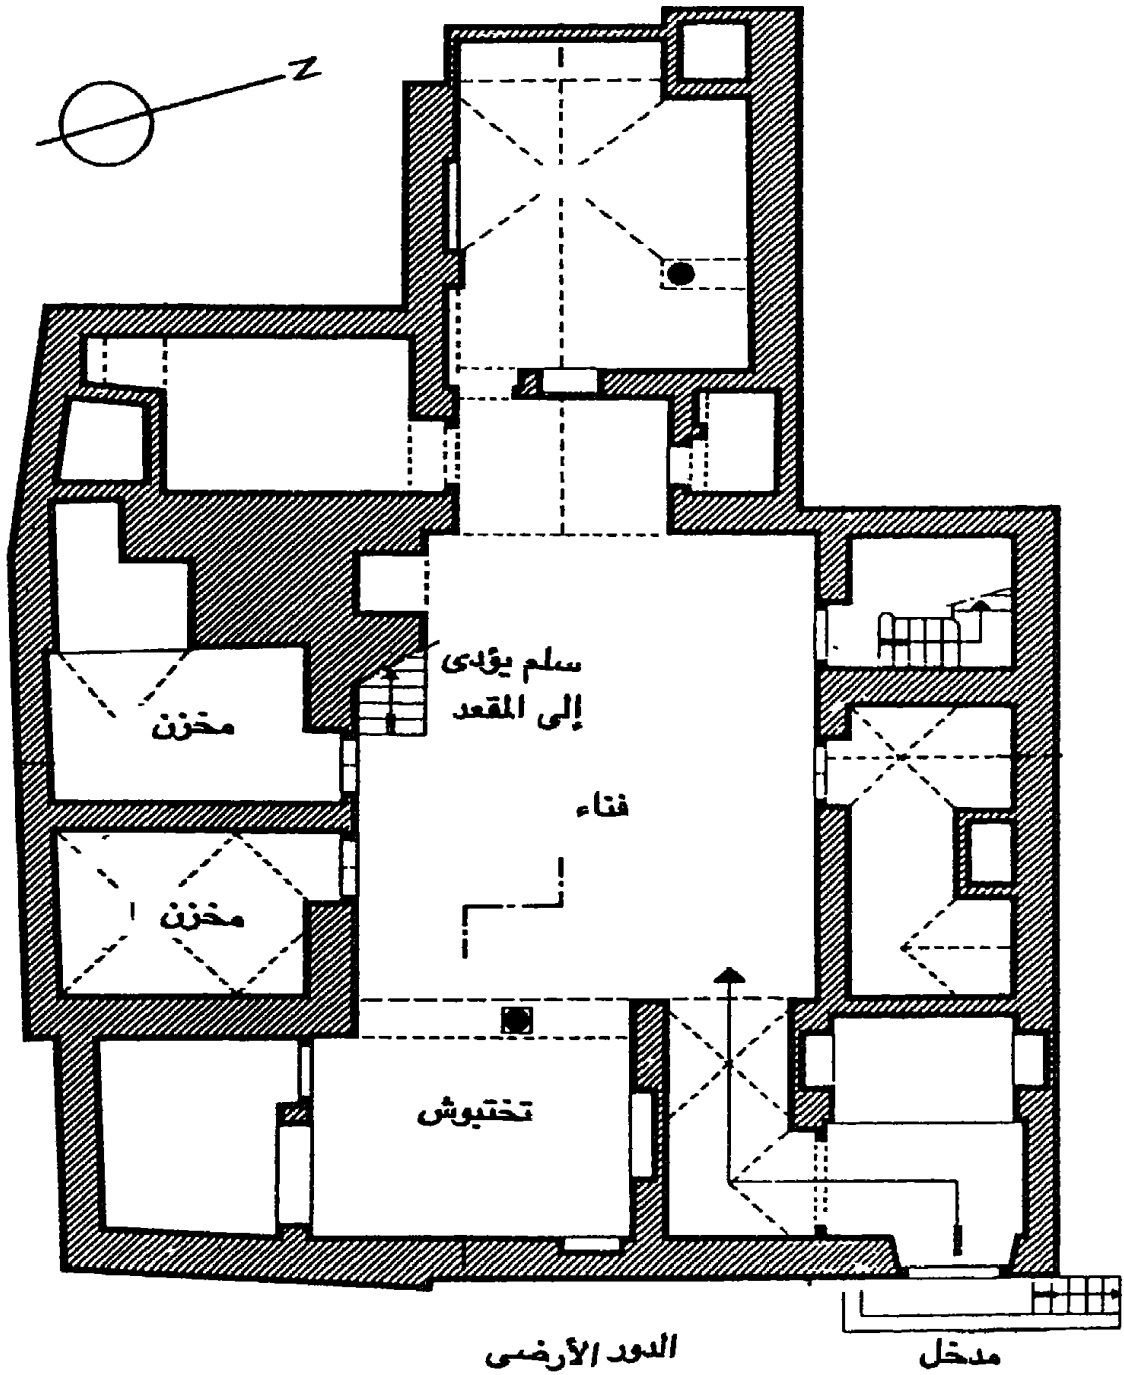 N
سلم يؤدى
إلى المقعد
مخزن
فناء
مخزن
تختبوش
الدور الأرضى
مدخل